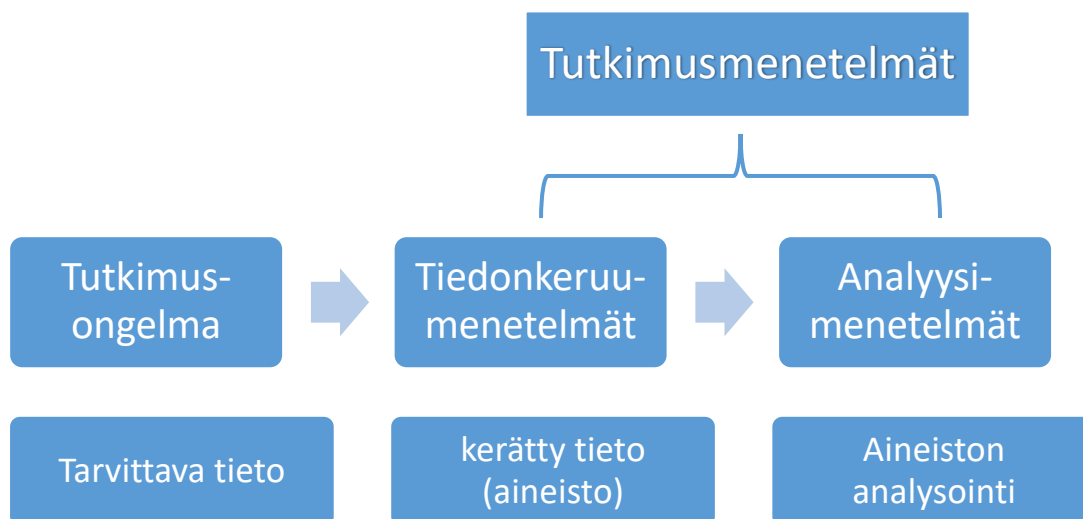 Tutkimusmenetelmät
Tutkimus-
ongelma
Tiedonkeruu-
menetelmät
Analyysi-
menetelmät
Tarvittava tieto
kerätty tieto
(aineisto)
Aineiston
analysointi